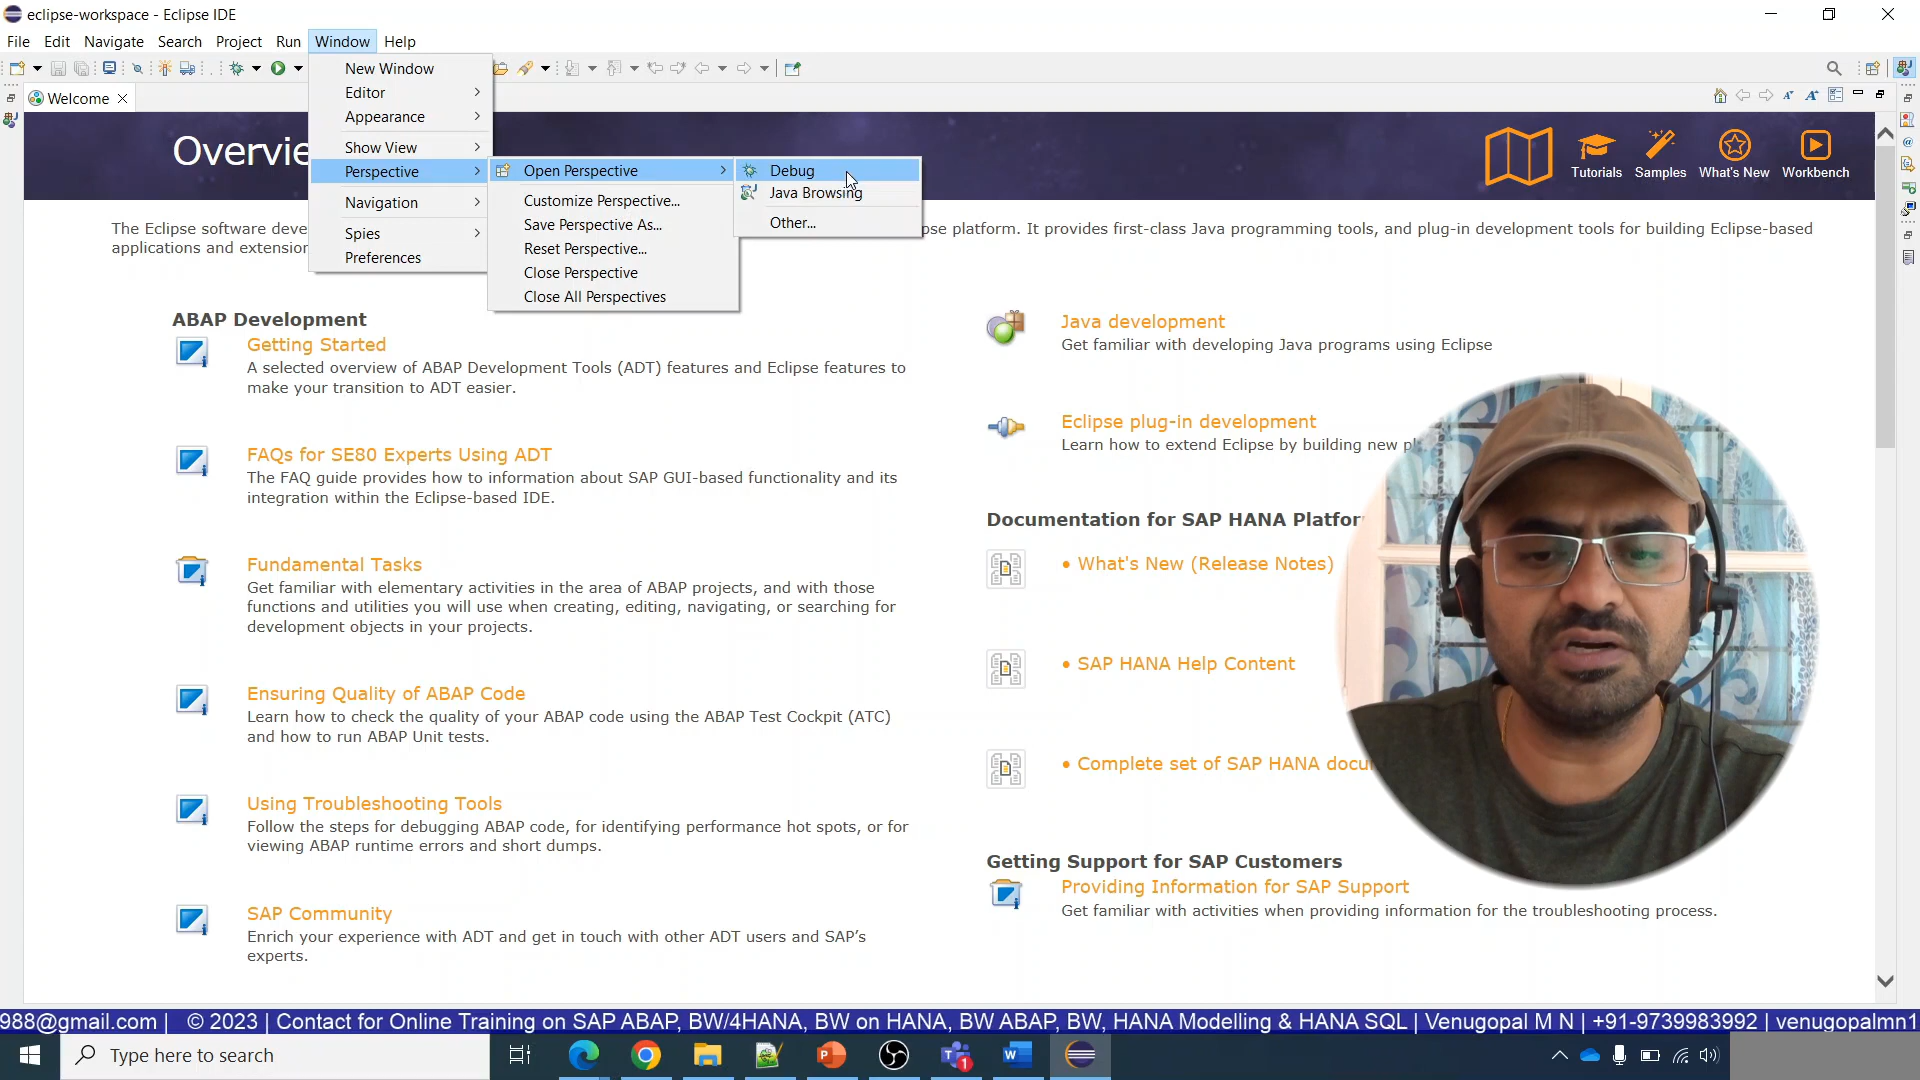 eclipse-workspace - Eclipse IDE
File Edit Navigate Search Project Run Window Help
Welcome
New Window
Editor
Appearance
Show View
Perspective
Navigation
Spies
Preferences
Open Perspective
Customize Perspective...
Save Perspective As...
Reset Perspective...
Close Perspective
Close All Perspectives
Debug
Java Browsing
Other...
Overvie
Tutorials Samples What's New Workbench
The Eclipse software deve
pse platform. It provides first-class Java programming tools, and plug-in development tools for building Eclipse-based
applications and extension
ABAP Development
Getting Started
A selected overview of ABAP Development Tools (ADT) features and Eclipse features to
make your transition to ADT easier.
FAQs for SE80 Experts Using ADT
The FAQ guide provides how to information about SAP GUI-based functionality and its
integration within the Eclipse-based IDE.
Fundamental Tasks
Get familiar with elementary activities in the area of ABAP projects, and with those
functions and utilities you will use when creating, editing, navigating, or searching for
development objects in your projects.
Ensuring Quality of ABAP Code
Learn how to check the quality of your ABAP code using the ABAP Test Cockpit (ATC)
and how to run ABAP Unit tests.
Using Troubleshooting Tools
Follow the steps for debugging ABAP code, for identifying performance hot spots, or for
viewing ABAP runtime errors and short dumps.
SAP Community
Enrich your experience with ADT and get in touch with other ADT users and SAP's
experts.
Java development
Get familiar with developing Java programs using Eclipse
Eclipse plug-in development
Learn how to extend Eclipse by building new pl
Documentation for SAP HANA Platfor
• What's New (Release Notes)
• SAP HANA Help Content
• Complete set of SAP HANA docu
Getting Support for SAP Customers
Providing Information for SAP Support
Get familiar with activities when providing information for the troubleshooting process.
988@gmail.com | © 2023 | Contact for Online Training on SAP ABAP, BW/4HANA, BW on HANA, BW ABAP, BW, HANA Modelling & HANA SQL | Venugopal M N | +91-9739983992 | venugopalmn1
Type here to search
1